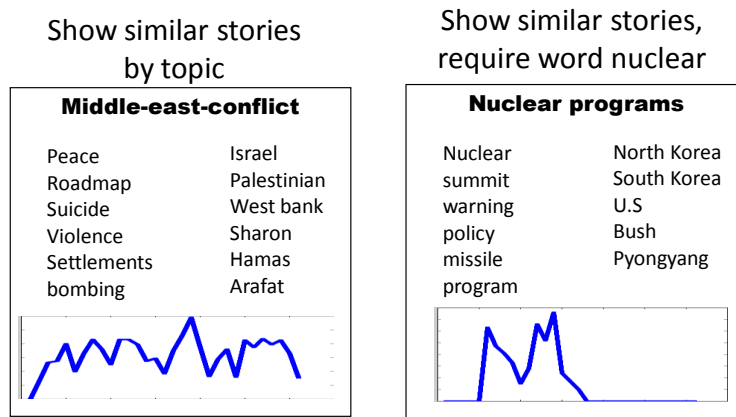 Show similar stories
by topic
Middle-east-conflict
Peace
Roadmap
Suicide
Violence
Settlements
bombing
Israel
Palestinian
West bank
Sharon
Hamas
Arafat
Show similar stories,
require word nuclear
Nuclear programs
Nuclear
summit
warning
policy
missile
program
North Korea
South Korea
U.S
Bush
Pyongyang